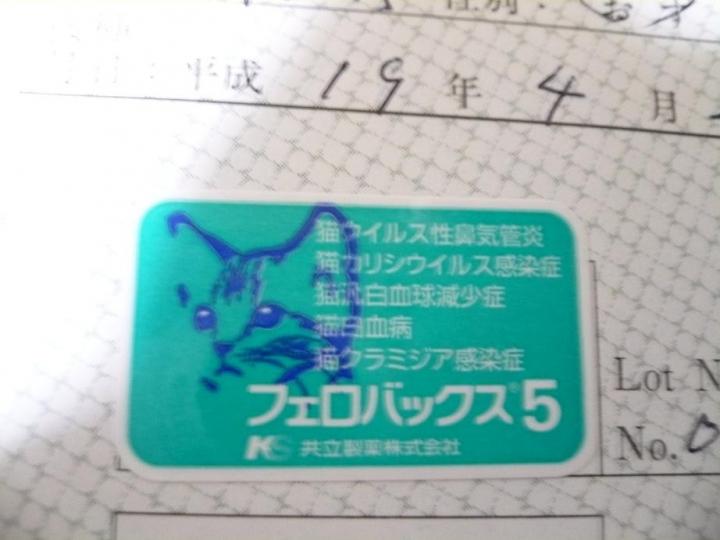 性別：
平成 19 年 4 月
猫ウイルス性鼻気管炎
猫カリシウイルス感染症
猫汎白血球減少症
猫白血病
猫クラミジア感染症
フェロバックス®5
KS 共立製薬株式会社
Lot N
No. 0